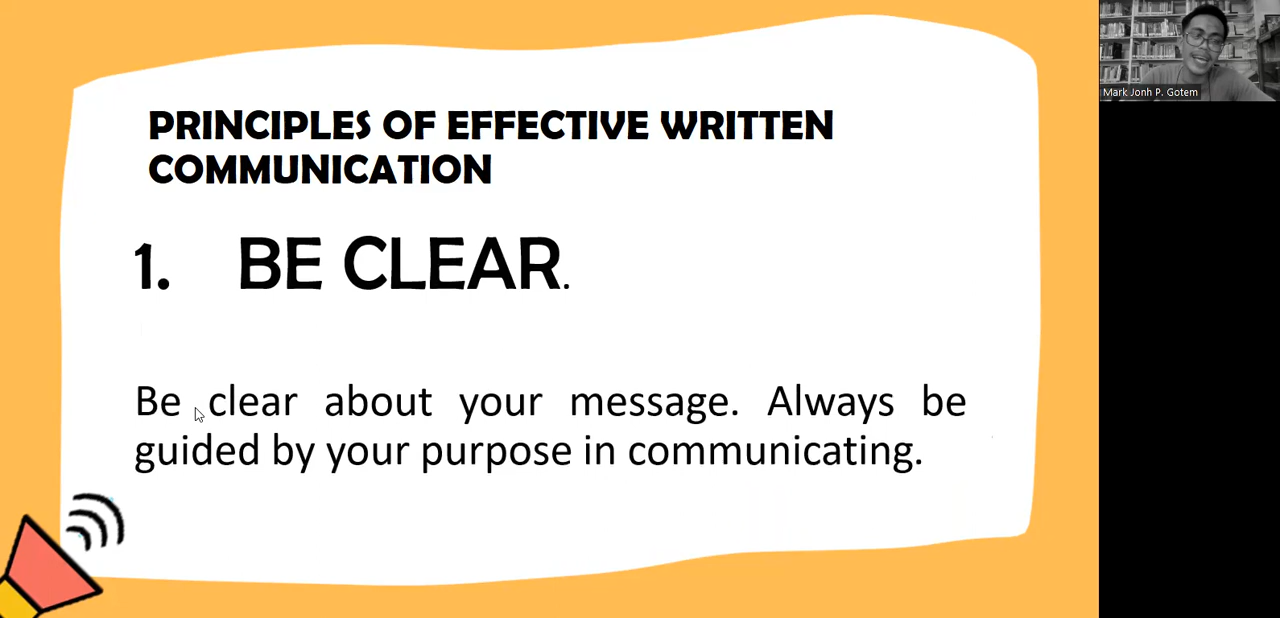 PRINCIPLES OF EFFECTIVE WRITTEN
COMMUNICATION
1. BE CLEAR.
Be clear about your message. Always be
guided by your purpose in communicating.
Mark Jonh P. Gotem